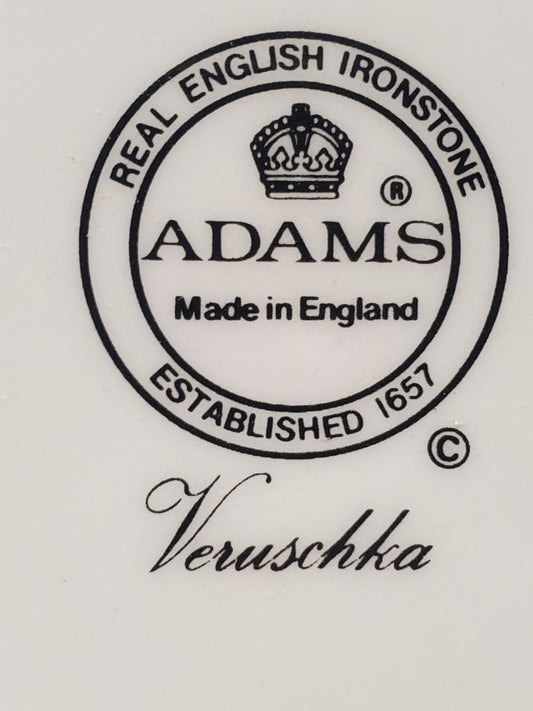 REAL ENGLISH IRONSTONE
®
ADAMS
Made in England
ESTABLISHED 1657
©
Veruschka